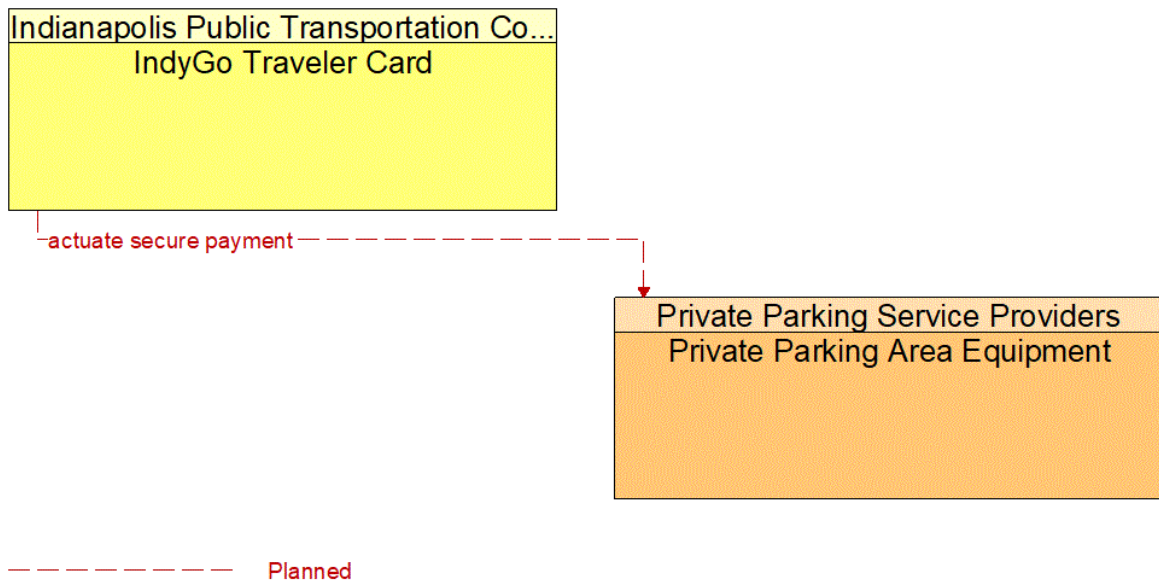 Indianapolis Public Transportation Co...
IndyGo Traveler Card
actuate secure payment
Private Parking Service Providers
Private Parking Area Equipment
Planned